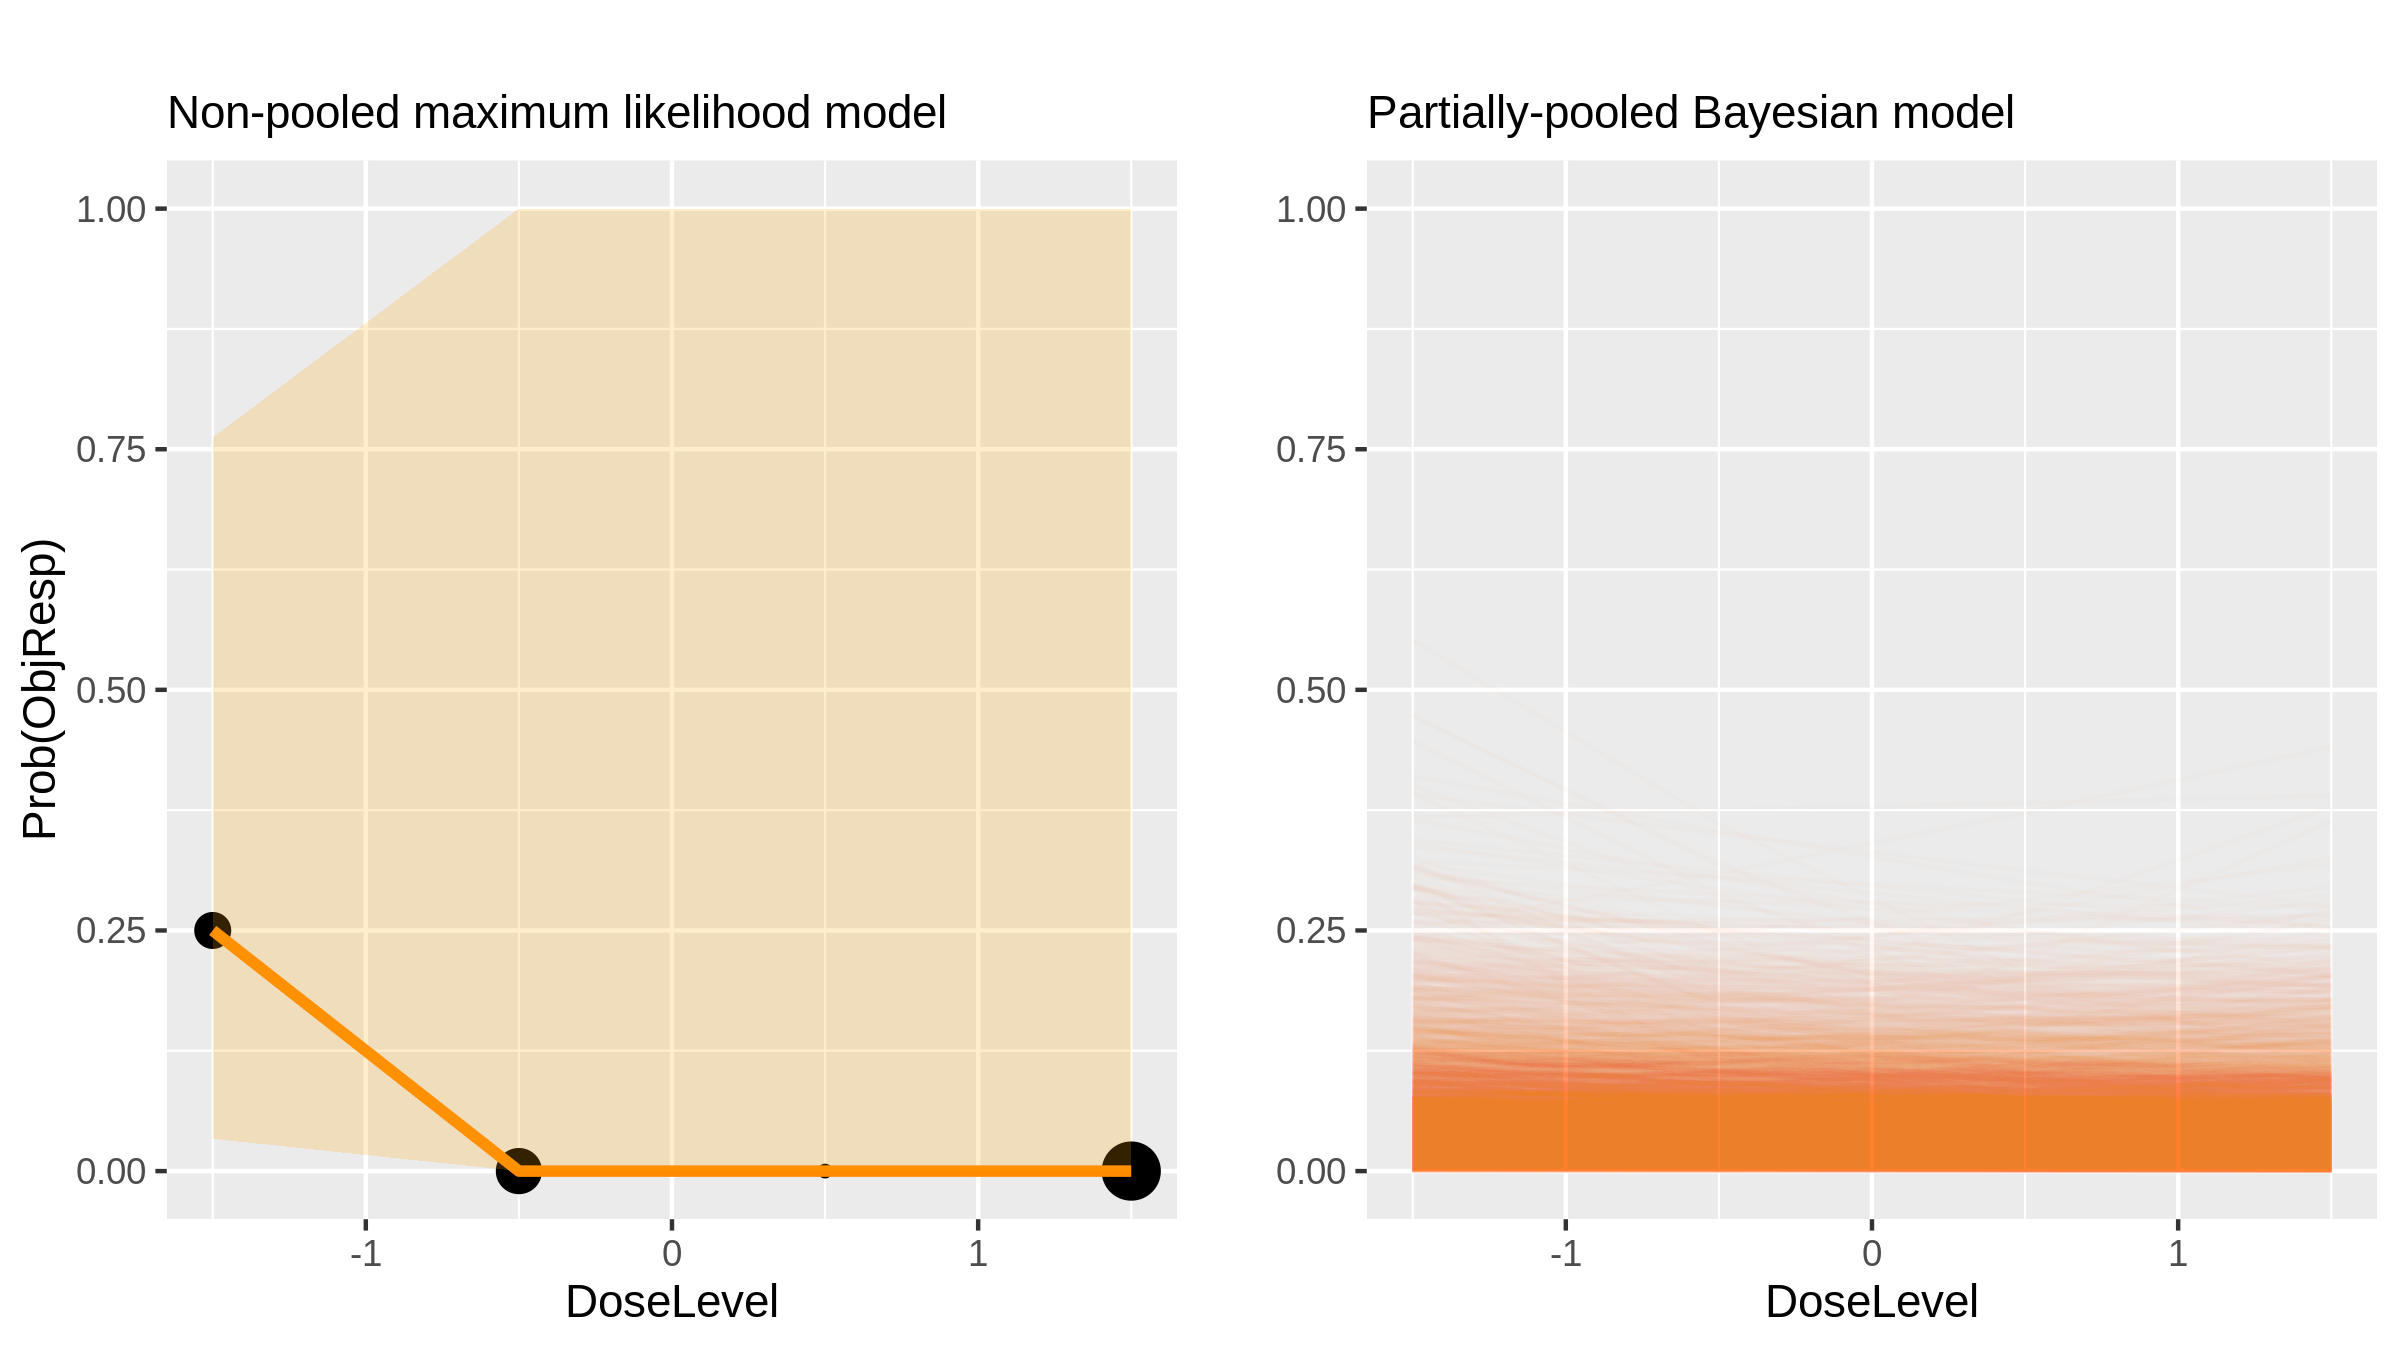 Non-pooled maximum likelihood model
Prob(ObjResp)
1.00
0.75
0.50
0.25
0.00
-1 0 1
DoseLevel
Partially-pooled Bayesian model
1.00
0.75
0.50
0.25
0.00
-1 0 1
DoseLevel